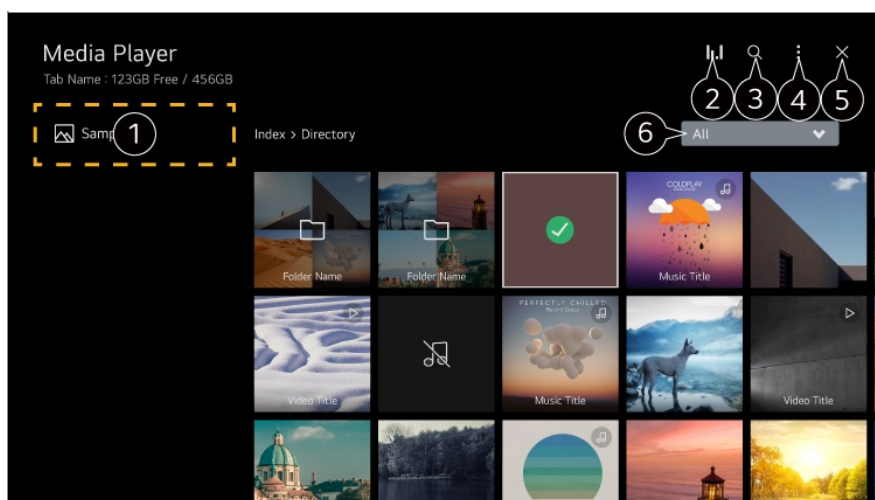 Media Player
Tab Name : 123GB Free / 456GB
2
3
4
5
1
Index > Directory
6
All
Folder Name
Folder Name
COLDPLAY
Music Title
PERFECTLY CHILLED
Video Title
Music Title
Video Title